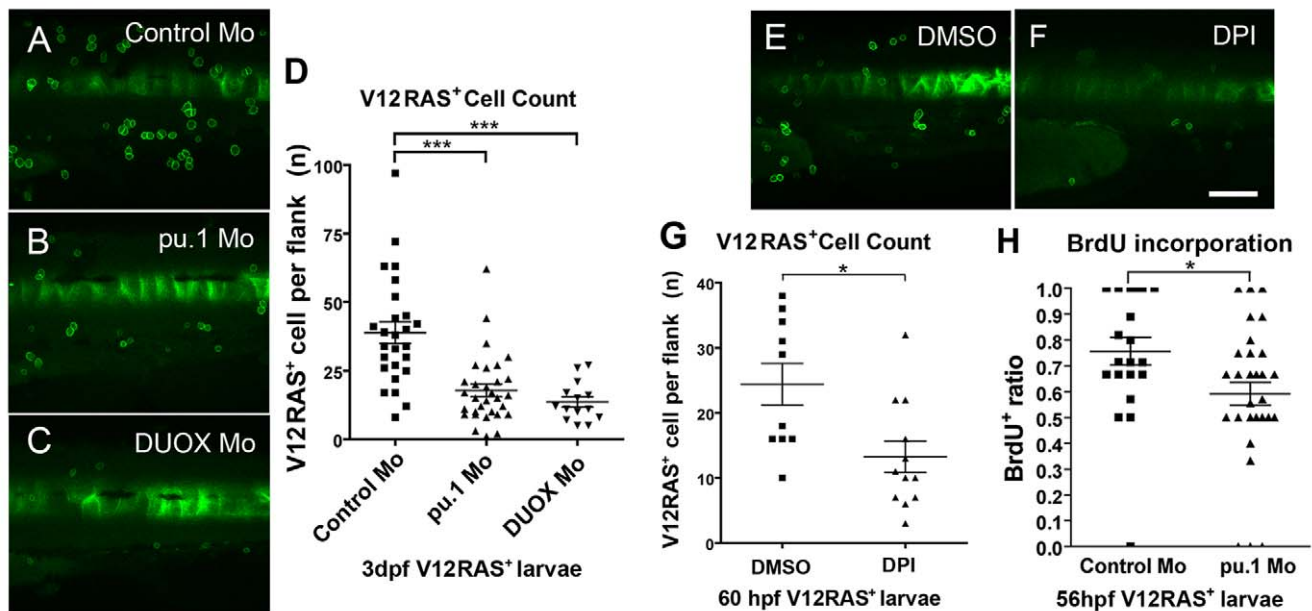 A
Control Mo
B
pu.1 Mo
C
DUOX Mo
D
V12RAS+ Cell Count
***
***
V12RAS+ cell per flank (n)
100
75
50
25
0
Control Mo
pu.1 Mo
DUOX Mo
3dpf V12RAS+ larvae
E
DMSO
F
DPI
G
V12RAS+ Cell Count
*
V12RAS+ cell per flank (n)
40
30
20
10
0
DMSO
DPI
60 hpf V12RAS+ larvae
H
BrdU incorporation
*
BrdU+ ratio
1.0
0.9
0.8
0.7
0.6
0.5
0.4
0.3
0.2
0.1
0.0
Control Mo
pu.1 Mo
56hpf V12RAS+ larvae